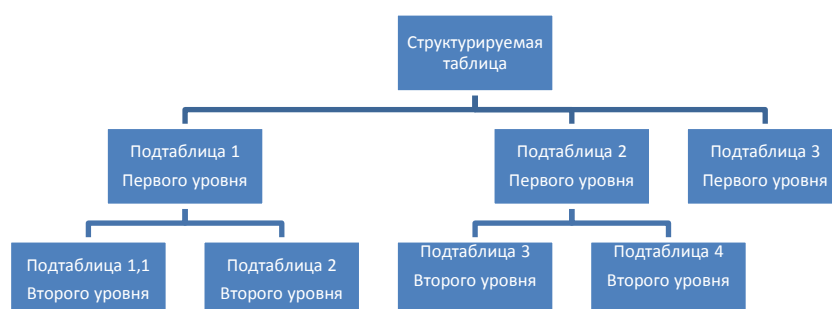 Структурируемая
таблица
Подтаблица 1
Первого уровня
Подтаблица 2
Первого уровня
Подтаблица 3
Первого уровня
Подтаблица 1,1
Второго уровня
Подтаблица 2
Второго уровня
Подтаблица 3
Второго уровня
Подтаблица 4
Второго уровня